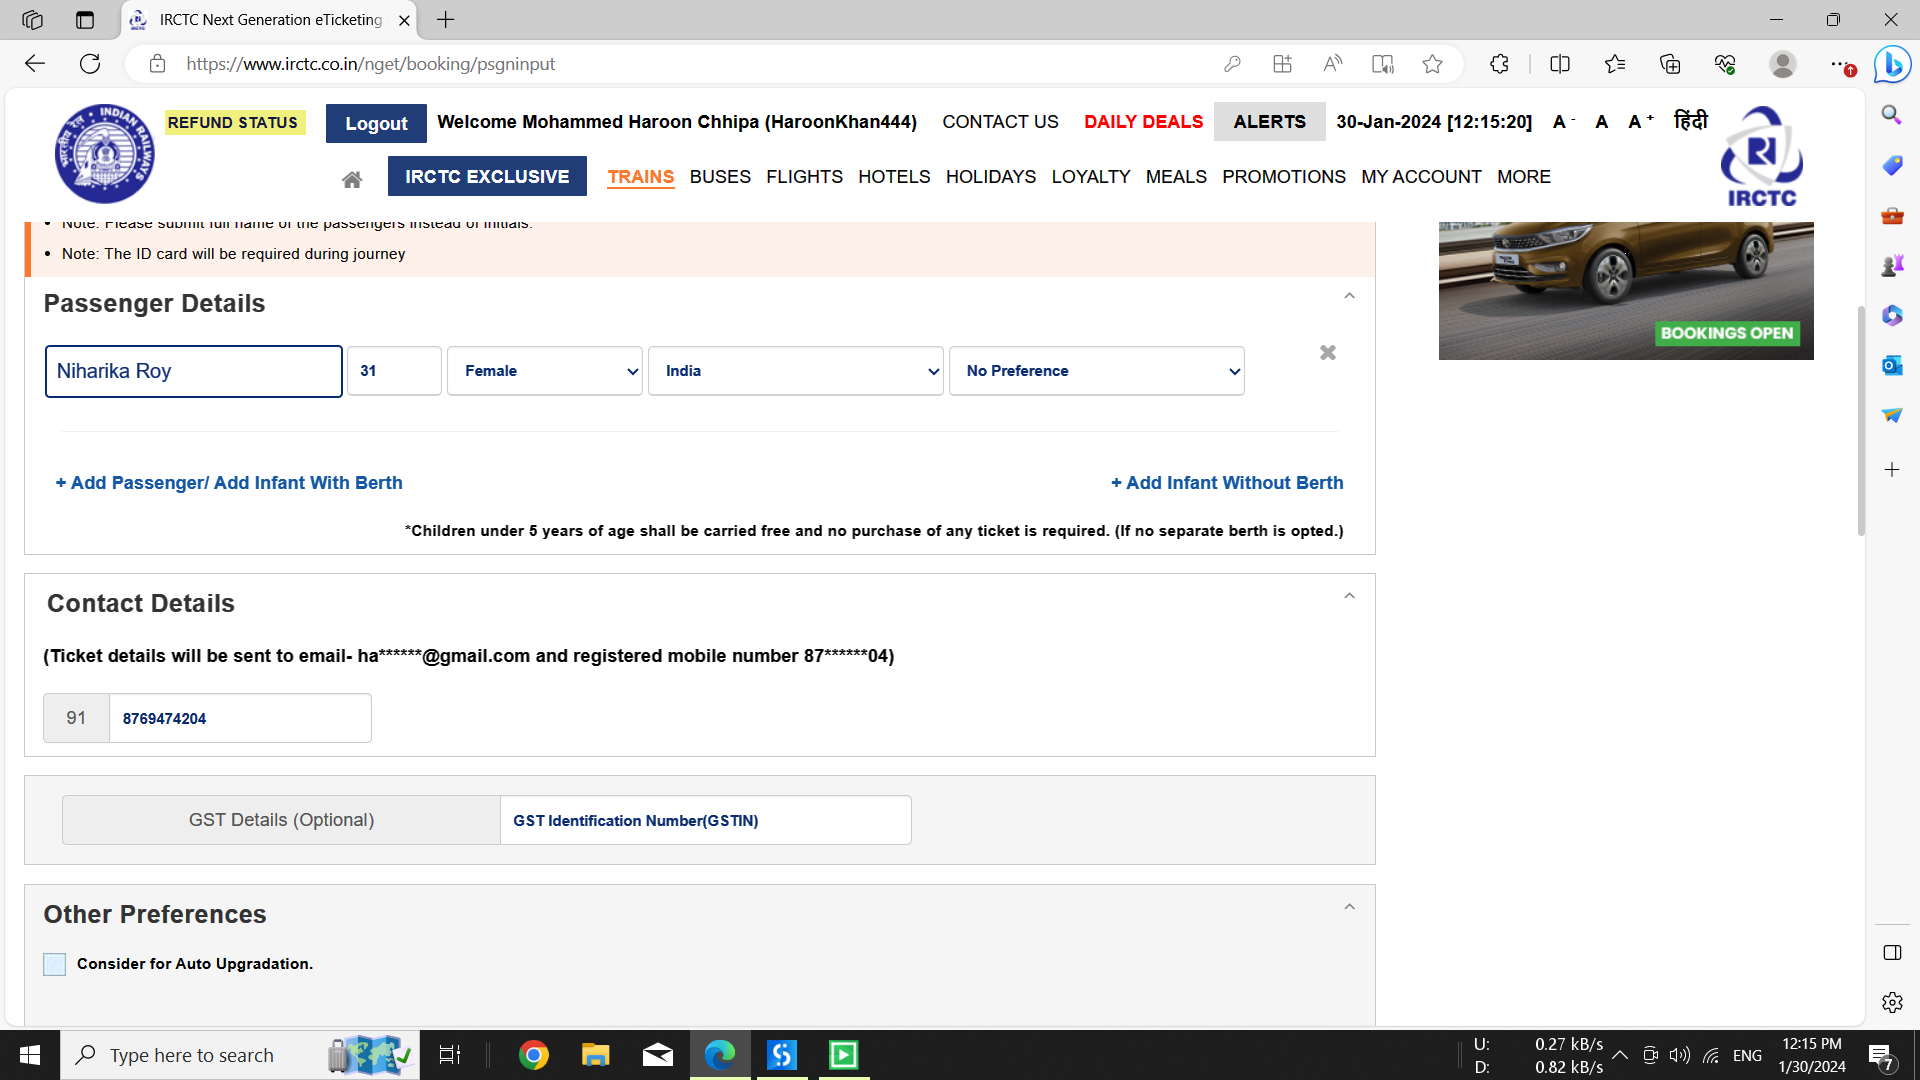 IRCTC Next Generation eTicketing
https://www.irctc.co.in/nget/booking/psgninput
REFUND STATUS
Logout
Welcome Mohammed Haroon Chhipa (HaroonKhan444)
CONTACT US
DAILY DEALS
ALERTS
30-Jan-2024 [12:15:20]
A - A A + हिंदी
IRCTC EXCLUSIVE
TRAINS BUSES FLIGHTS HOTELS HOLIDAYS LOYALTY MEALS PROMOTIONS MY ACCOUNT MORE
INDIAN RAILWAYS
भारतीय रेल
IRCTC
Note: Please submit full name of the passengers instead of initials.
Note: The ID card will be required during journey
BOOKINGS OPEN
Passenger Details
Niharika Roy
31
Female
India
No Preference
+ Add Passenger/ Add Infant With Berth
+ Add Infant Without Berth
*Children under 5 years of age shall be carried free and no purchase of any ticket is required. (If no separate berth is opted.)
Contact Details
(Ticket details will be sent to email- ha******@gmail.com and registered mobile number 87******04)
91
8769474204
GST Details (Optional)
GST Identification Number(GSTIN)
Other Preferences
Consider for Auto Upgradation.
Type here to search
U: 0.27 kB/s
D: 0.82 kB/s
ENG
12:15 PM
1/30/2024
7